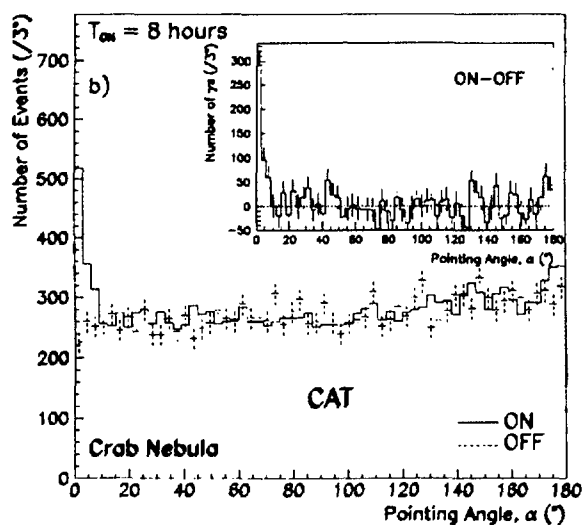 T_ON = 8 hours
b)
Number of Events (/3°)
700
600
500
400
300
200
100
0
0 20 40 60 80 100 120 140 160 180
Pointing Angle, α (°)
CAT
Crab Nebula
ON
OFF
ON-OFF
Number of γs (/3°)
300
250
200
150
100
50
0
-50
0 20 40 60 80 100 120 140 160 180
Pointing Angle, α (°)